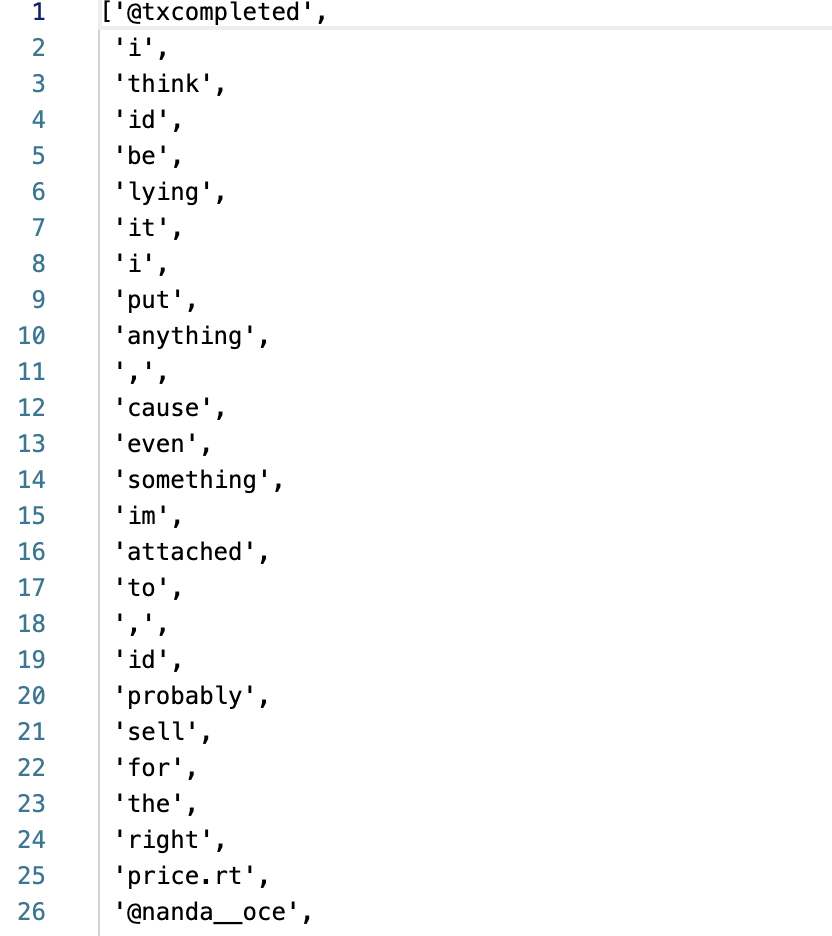 1 ['@txcompleted',
2 'i',
3 'think',
4 'id',
5 'be',
6 'lying',
7 'it',
8 'i',
9 'put',
10 'anything',
11 ',',
12 'cause',
13 'even',
14 'something',
15 'im',
16 'attached',
17 'to',
18 ',',
19 'id',
20 'probably',
21 'sell',
22 'for',
23 'the',
24 'right',
25 'price.rt',
26 '@nanda__oce',